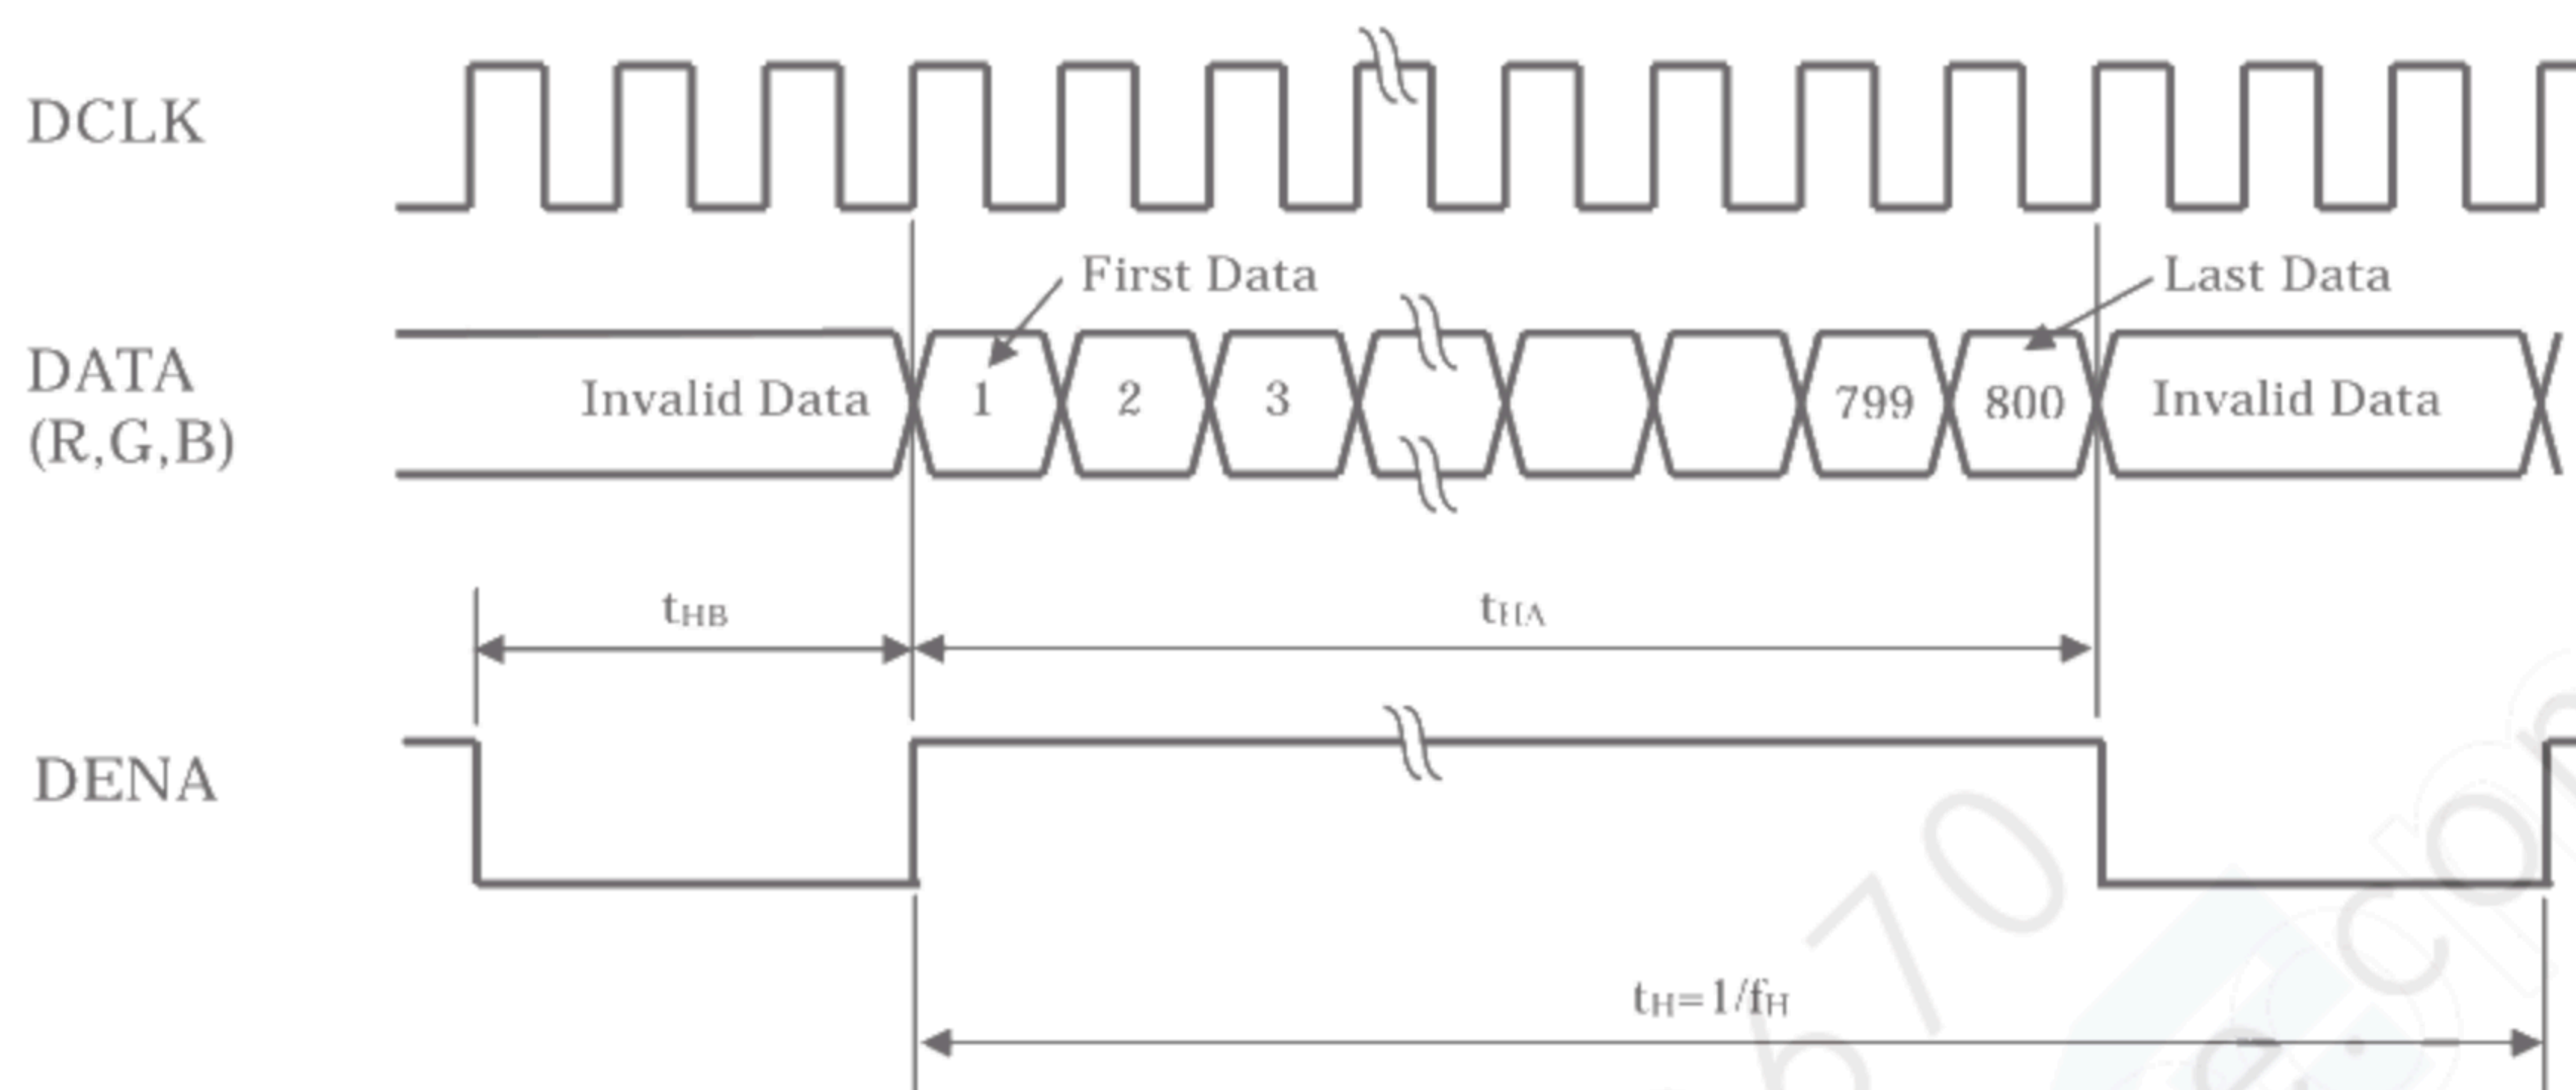 DCLK
First Data
Last Data
DATA
(R,G,B)
Invalid Data
1
2
3
799
800
Invalid Data
tHB
tHA
DENA
tH=1/fH